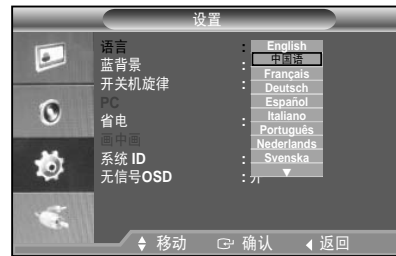 设置
语言 : English
中国语
蓝背景 :
Français
开关机旋律 : Deutsch
PC
Español
省电 : Italiano
Português
画中画
Nederlands
系统 ID : Svenska
无信号OSD :
移动 确认 返回